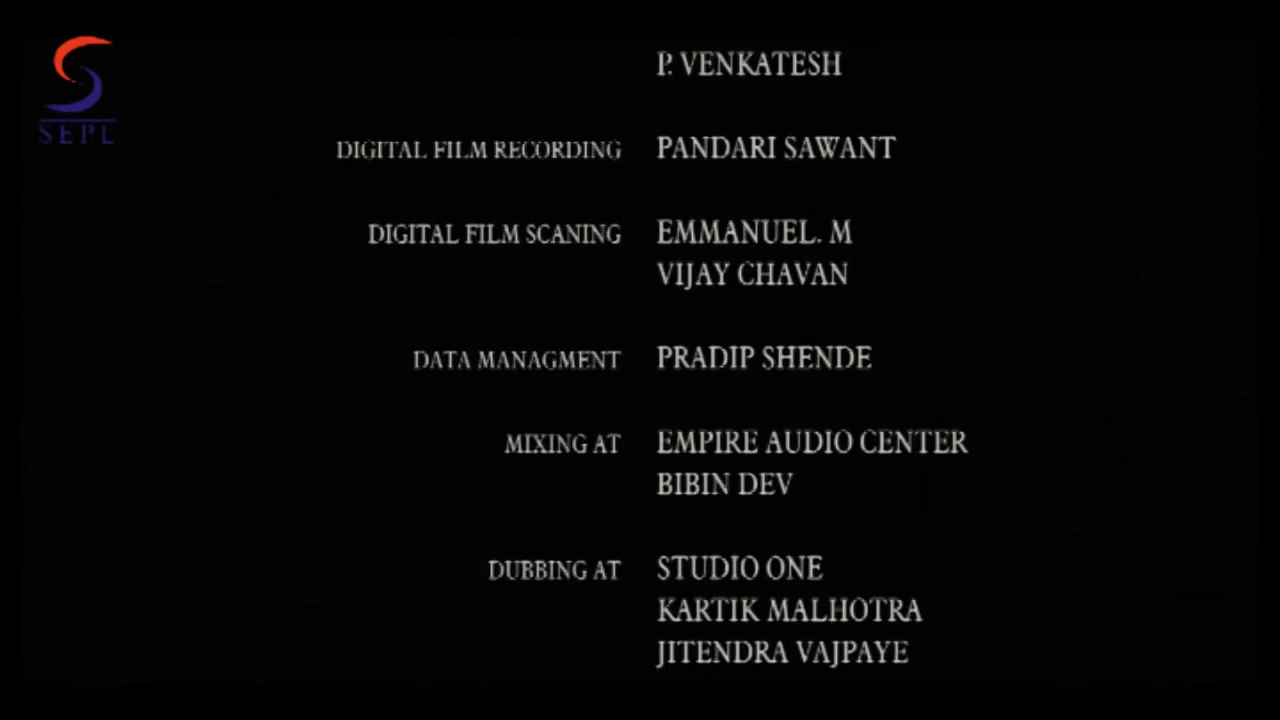 SEPL
P. VENKATESH
DIGITAL FILM RECORDING PANDARI SAWANT
DIGITAL FILM SCANING EMMANUEL. M
VIJAY CHAVAN
DATA MANAGMENT PRADIP SHENDE
MIXING AT EMPIRE AUDIO CENTER
BIBIN DEV
DUBBING AT STUDIO ONE
KARTIK MALHOTRA
JITENDRA VAJPAYE